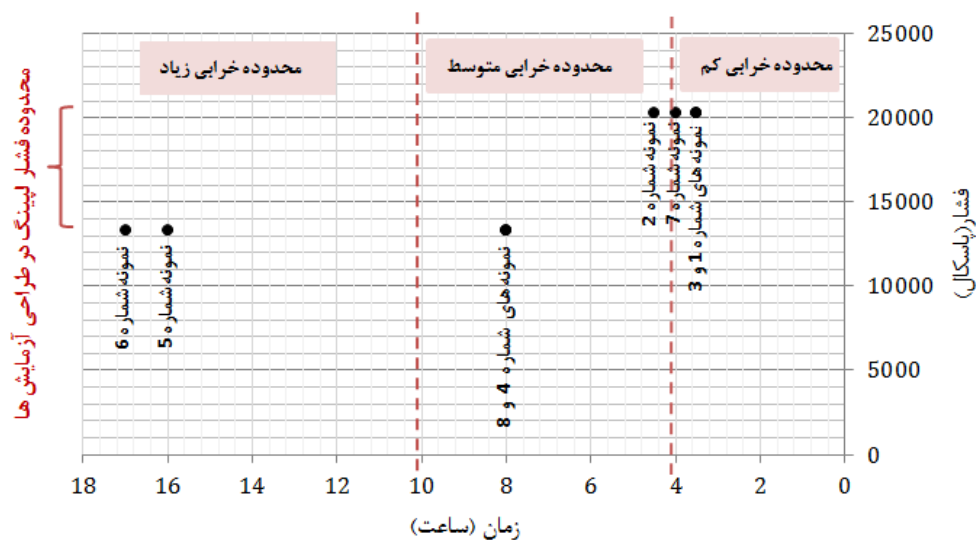 محدوده خرابی کم
محدوده خرابی متوسط
محدوده خرابی زیاد
25000
20000
15000
10000
5000
0
فشار(پاسکال)
نمونه های شماره 1 و 3
نمونه شماره 7
نمونه شماره 2
نمونه های شماره 4 و 8
نمونه شماره 5
نمونه شماره 6
محدوده فشار لپینگ در طراحی آزمایش ها
18 16 14 12 10 8 6 4 2 0
زمان (ساعت)